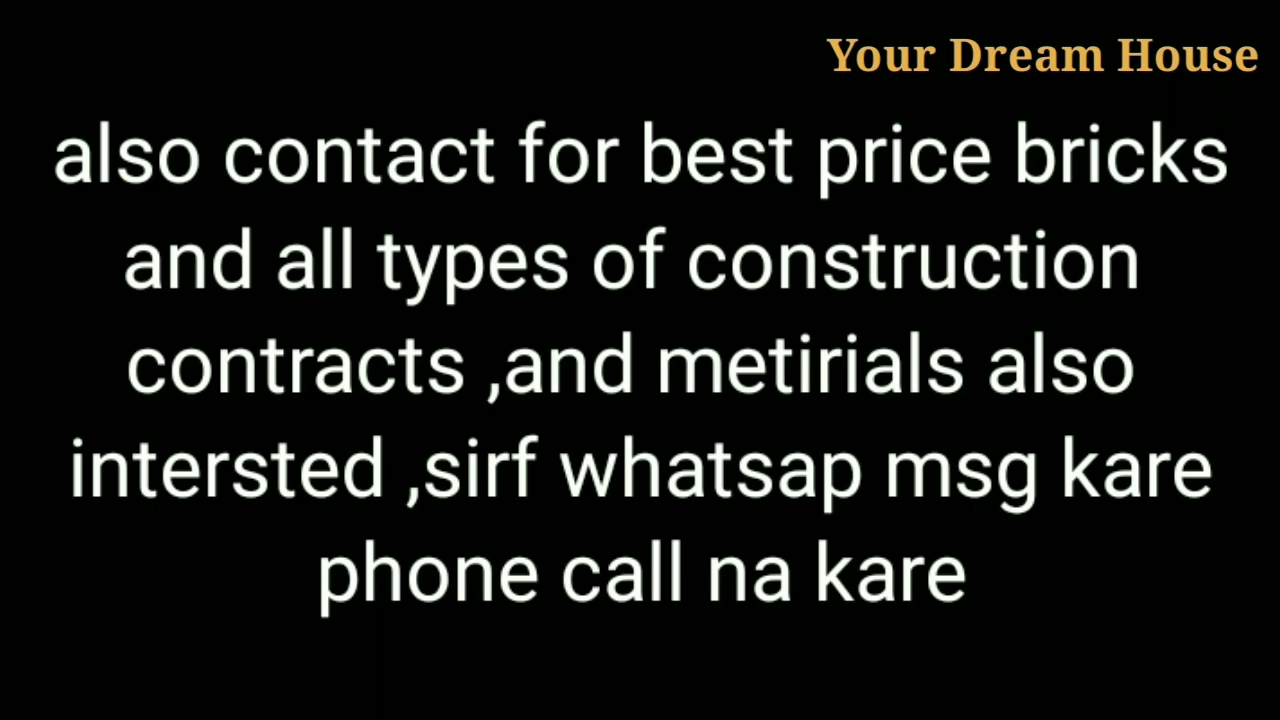 Your Dream House
also contact for best price bricks
and all types of construction
contracts ,and metirials also
intersted ,sirf whatsap msg kare
phone call na kare